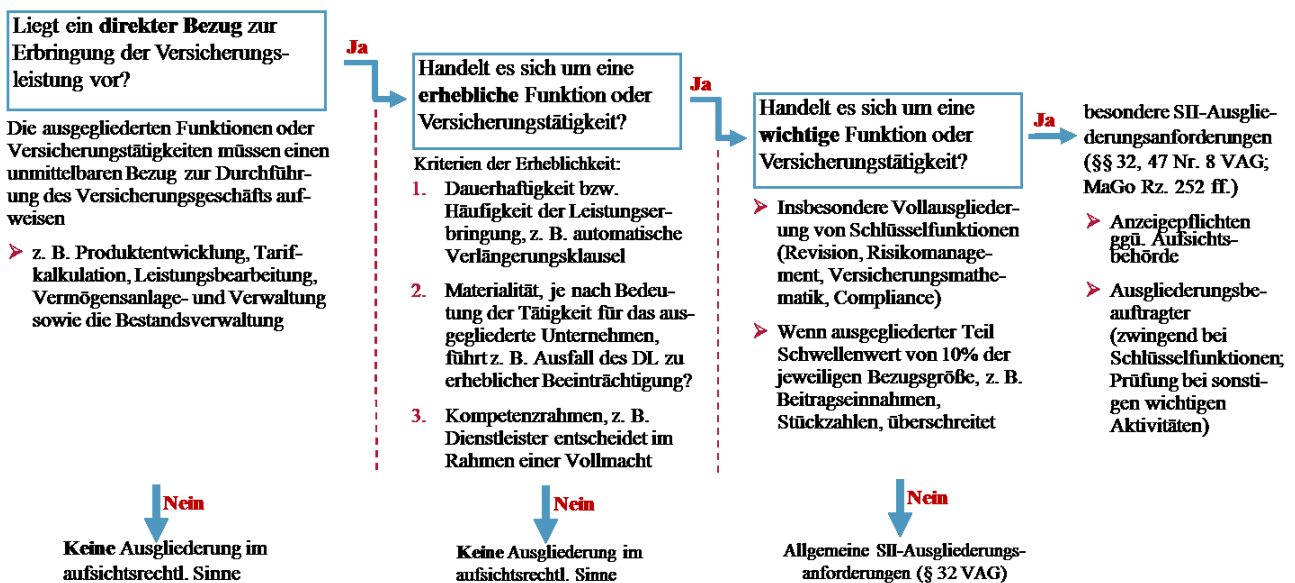 Liegt ein direkter Bezug zur
Erbringung der Versicherungs-
leistung vor?
Die ausgegliederten Funktionen oder
Versicherungstätigkeiten müssen einen
unmittelbaren Bezug zur Durchführ-
ung des Versicherungsgeschäfts auf-
weisen
z. B. Produktentwicklung, Tarif-
kalkulation, Leistungsbearbeitung,
Vermögensanlage- und Verwaltung
sowie die Bestandsverwaltung
Nein
Keine Ausgliederung im
aufsichtsrechtl. Sinne
Ja
Handelt es sich um eine
erhebliche Funktion oder
Versicherungstätigkeit?
Kriterien der Erheblichkeit:
1. Dauerhaftigkeit bzw.
Häufigkeit der Leistungser-
bringung, z. B. automatische
Verlängerungsklausel
2. Materialität, je nach Bedeu-
tung der Tätigkeit für das aus-
gegliederte Unternehmen,
führt z. B. Ausfall des DL zu
erheblicher Beeinträchtigung?
3. Kompetenzrahmen, z. B.
Dienstleister entscheidet im
Rahmen einer Vollmacht
Nein
Keine Ausgliederung im
aufsichtsrechtl. Sinne
Ja
Handelt es sich um eine
wichtige Funktion oder
Versicherungstätigkeit?
Insbesondere Vollausglieder-
ung von Schlüsselfunktionen
(Revision, Risikomanage-
ment, Versicherungsmathe-
matik, Compliance)
Wenn ausgegliederter Teil
Schwellenwert von 10% der
jeweiligen Bezugsgröße, z. B.
Beitragseinnahmen,
Stückzahlen, überschreitet
Nein
Allgemeine SII-Ausgliederungs-
anforderungen (§ 32 VAG)
Ja
besondere SII-Ausglie-
derungsanforderungen
(§§ 32, 47 Nr. 8 VAG;
MaGo Rz. 252 ff.)
Anzeigepflichten
ggü. Aufsichts-
behörde
Ausgliederungsbe-
auftragter
(zwingend bei
Schlüsselfunktionen;
Prüfung bei sonsti-
gen wichtigen
Aktivitäten)